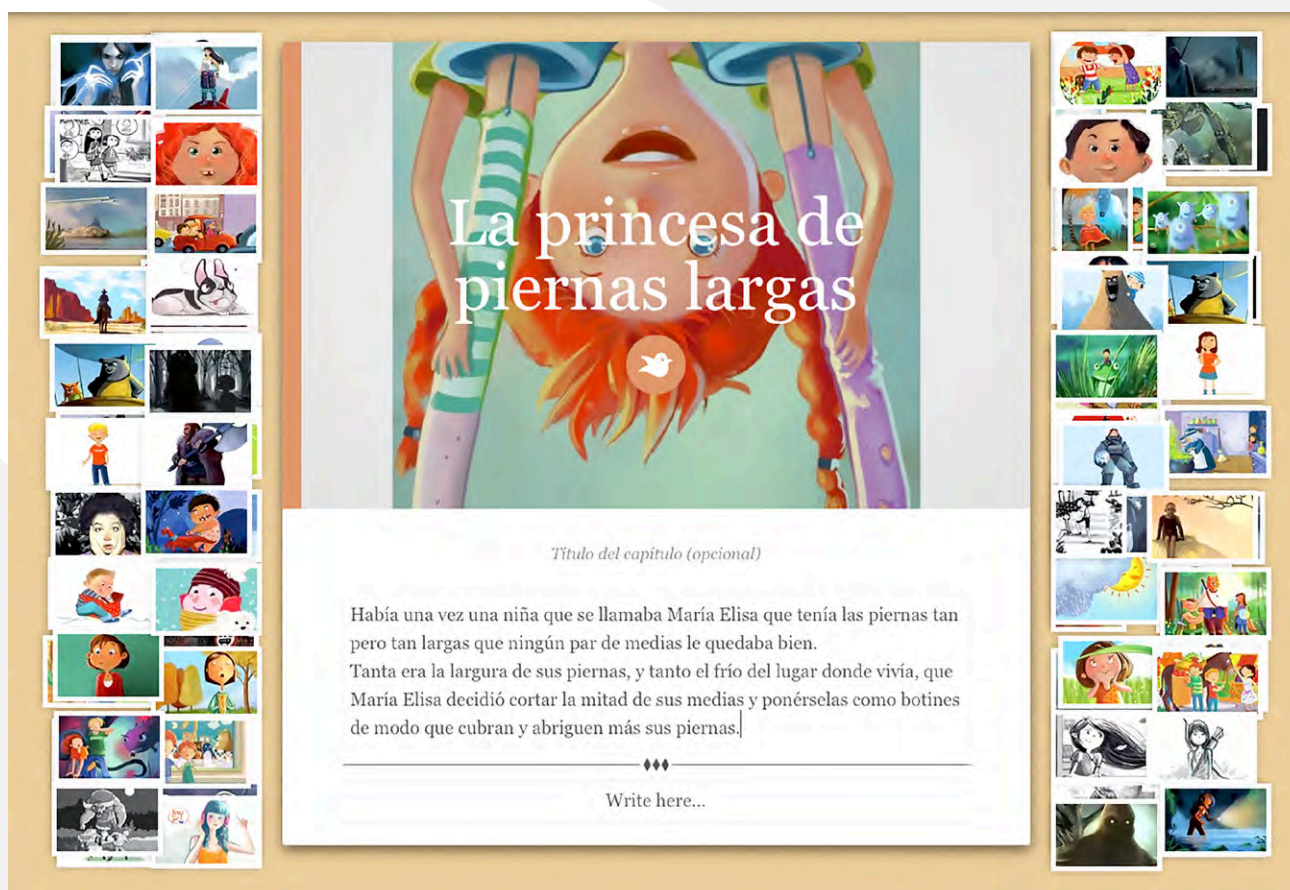 La princesa de
piernas largas
Título del capítulo (opcional)
Había una vez una niña que se llamaba María Elisa que tenía las piernas tan
pero tan largas que ningún par de medias le quedaba bien.
Tanta era la largura de sus piernas, y tanto el frío del lugar donde vivía, que
María Elisa decidió cortar la mitad de sus medias y ponérselas como botines
de modo que cubran y abriguen más sus piernas.
Write here...